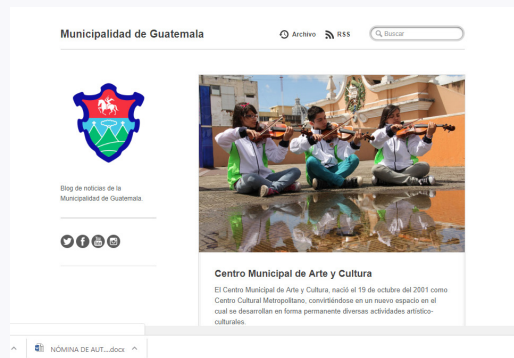 Municipalidad de Guatemala
Archivo
RSS
Buscar
Blog de noticias de la
Municipalidad de Guatemala.
Centro Municipal de Arte y Cultura
El Centro Municipal de Arte y Cultura, nació el 19 de octubre del 2001 como
Centro Cultural Metropolitano, convirtiéndose en un nuevo espacio en el
cual se desarrollan en forma permanente diversas actividades artístico-
culturales.
NÓMINA DE AUT....docx